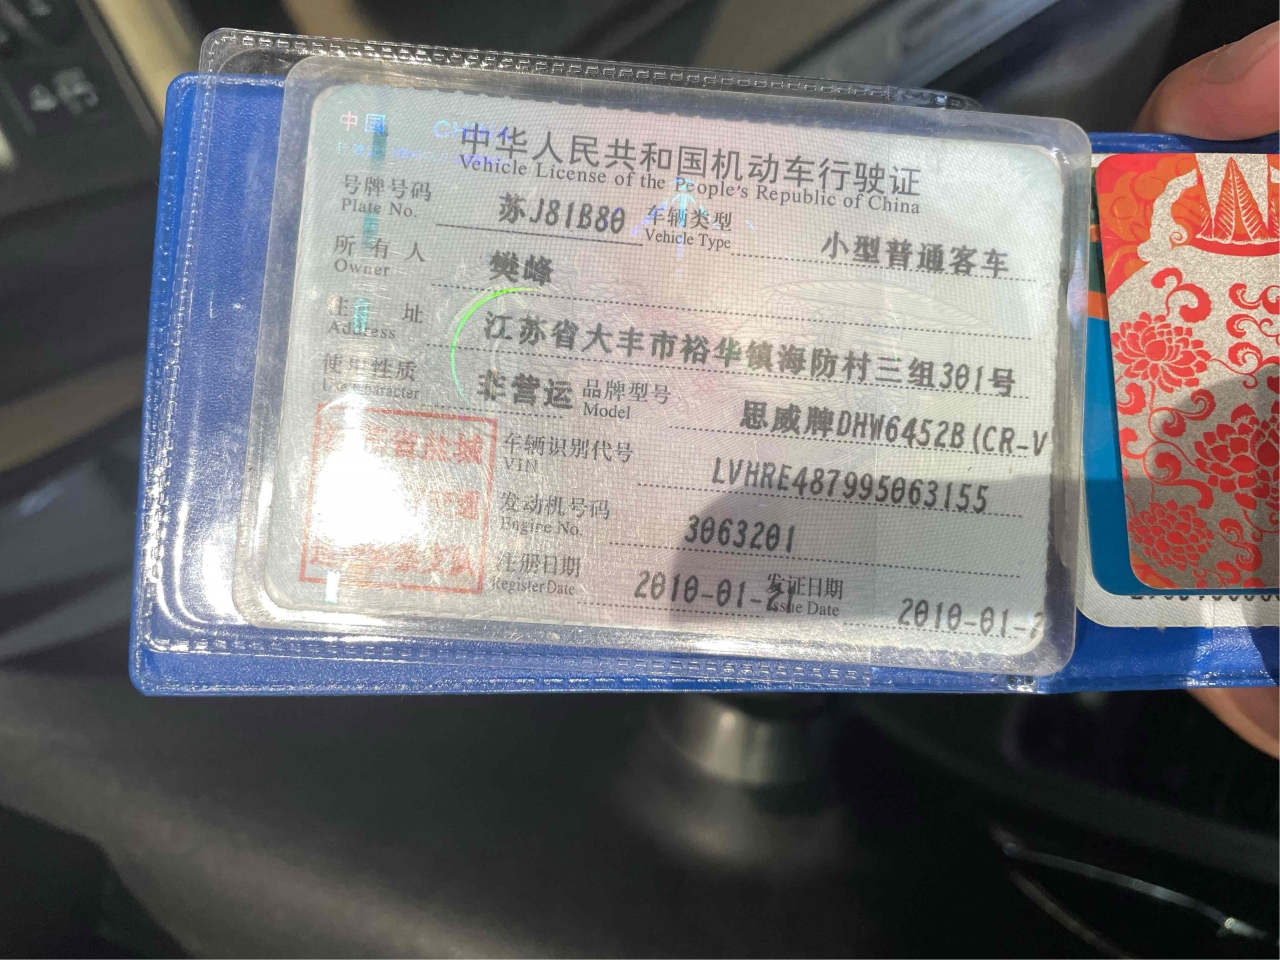 中国 CHINA
中华人民共和国机动车行驶证
Vehicle License of the People's Republic of China
号牌号码 苏J81B80 车辆类型 小型普通客车
Plate No. Vehicle Type
所有人 樊峰
Owner
住址 江苏省大丰市裕华镇海防村三组301号
Address
使用性质 非营运 品牌型号 思威牌DHW6452B(CR-V
Use Character Model
车辆识别代号 LVHRE487995063155
VIN
发动机号码 3063201
Engine No.
注册日期 2010-01-21 发证日期 2010-01-2
Register Date Issue Date